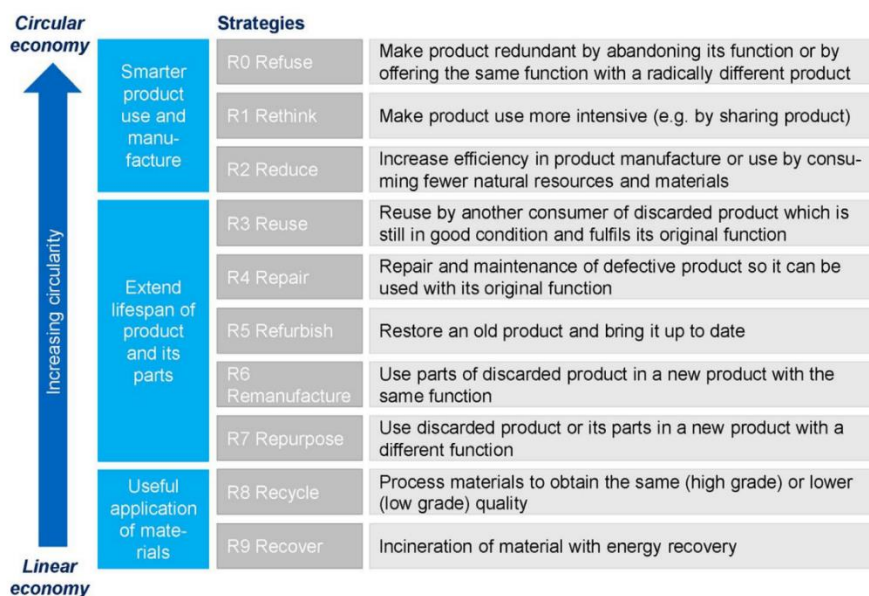 Circular
economy
Strategies
Increasing circularity
Linear
economy
Smarter
product
use and
manu-
facture
R0 Refuse
Make product redundant by abandoning its function or by
offering the same function with a radically different product
R1 Rethink
Make product use more intensive (e.g. by sharing product)
R2 Reduce
Increase efficiency in product manufacture or use by consu-
ming fewer natural resources and materials
Extend
lifespan of
product
and its
parts
R3 Reuse
Reuse by another consumer of discarded product which is
still in good condition and fulfils its original function
R4 Repair
Repair and maintenance of defective product so it can be
used with its original function
R5 Refurbish
Restore an old product and bring it up to date
R6
Remanufacture
Use parts of discarded product in a new product with the
same function
R7 Repurpose
Use discarded product or its parts in a new product with a
different function
Useful
application
of mate-
rials
R8 Recycle
Process materials to obtain the same (high grade) or lower
(low grade) quality
R9 Recover
Incineration of material with energy recovery